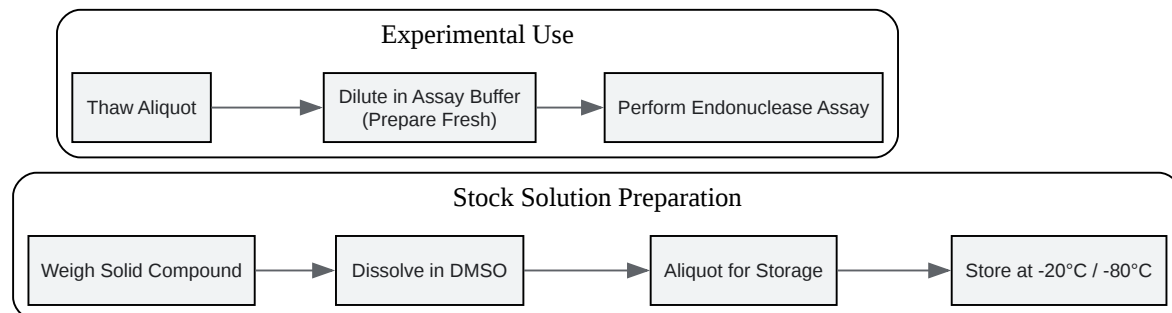 Experimental Use
Thaw Aliquot
Dilute in Assay Buffer
(Prepare Fresh)
Perform Endonuclease Assay
Stock Solution Preparation
Weigh Solid Compound
Dissolve in DMSO
Aliquot for Storage
Store at -20°C / -80°C